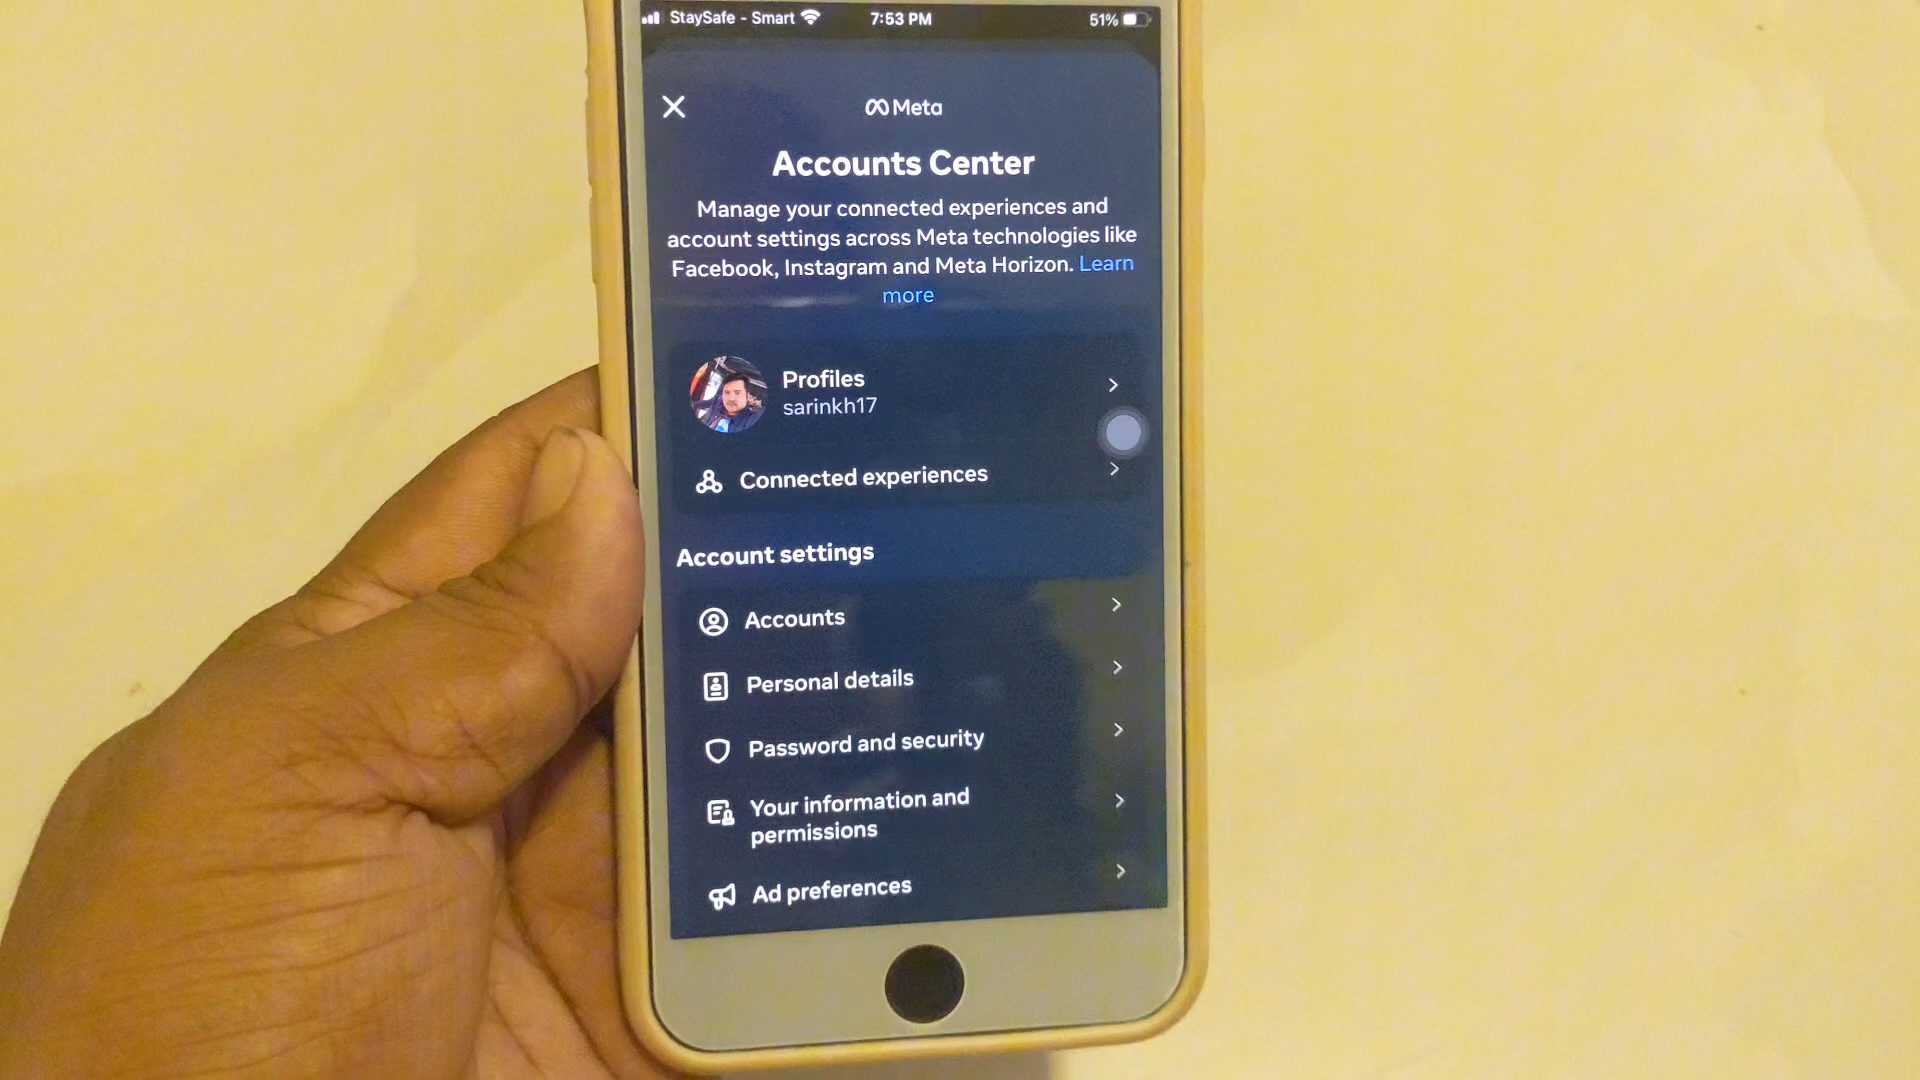 StaySafe - Smart 7:53 PM 51%
Meta
Accounts Center
Manage your connected experiences and
account settings across Meta technologies like
Facebook, Instagram and Meta Horizon. Learn
more
Profiles
sarinkh17
Connected experiences
Account settings
Accounts
Personal details
Password and security
Your information and
permissions
Ad preferences